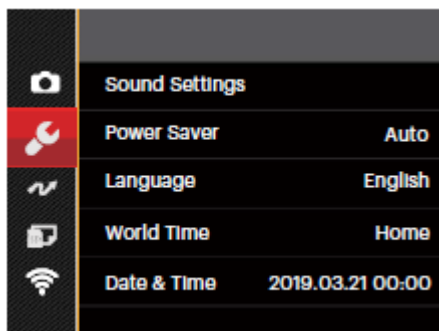 Sound Settings
Power Saver Auto
Language English
World Time Home
Date & Time 2019.03.21 00:00